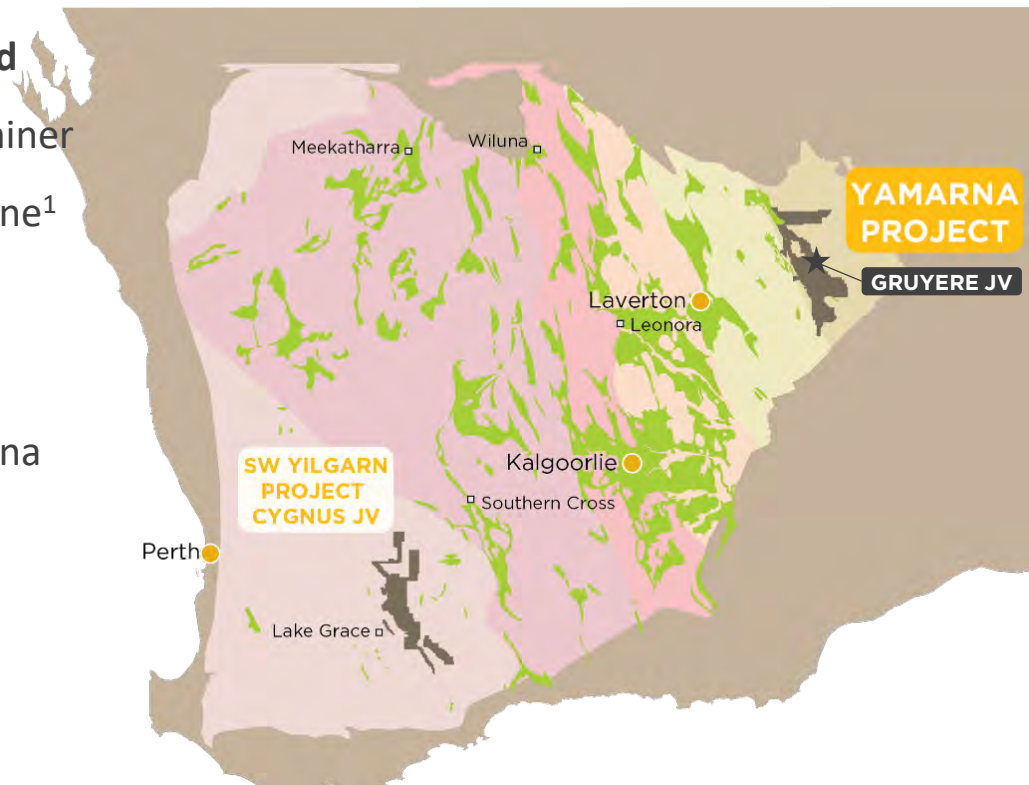 d
iner
ne¹
na
Meekatharra
Wiluna
YAMARNA
PROJECT
GRUYERE JV
Laverton
Leonora
SW YILGARN
PROJECT
CYGNUS JV
Kalgoorlie
Southern Cross
Perth
Lake Grace